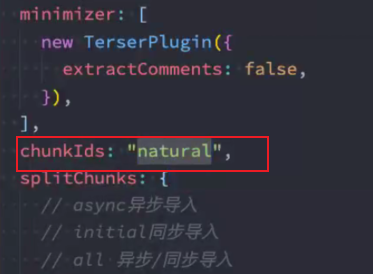 minimizer: [
new TerserPlugin({
extractComments: false,
}),
],
chunkIds: "natural",
splitChunks: {
// async异步导入
// initial同步导入
// all 异步/同步导入